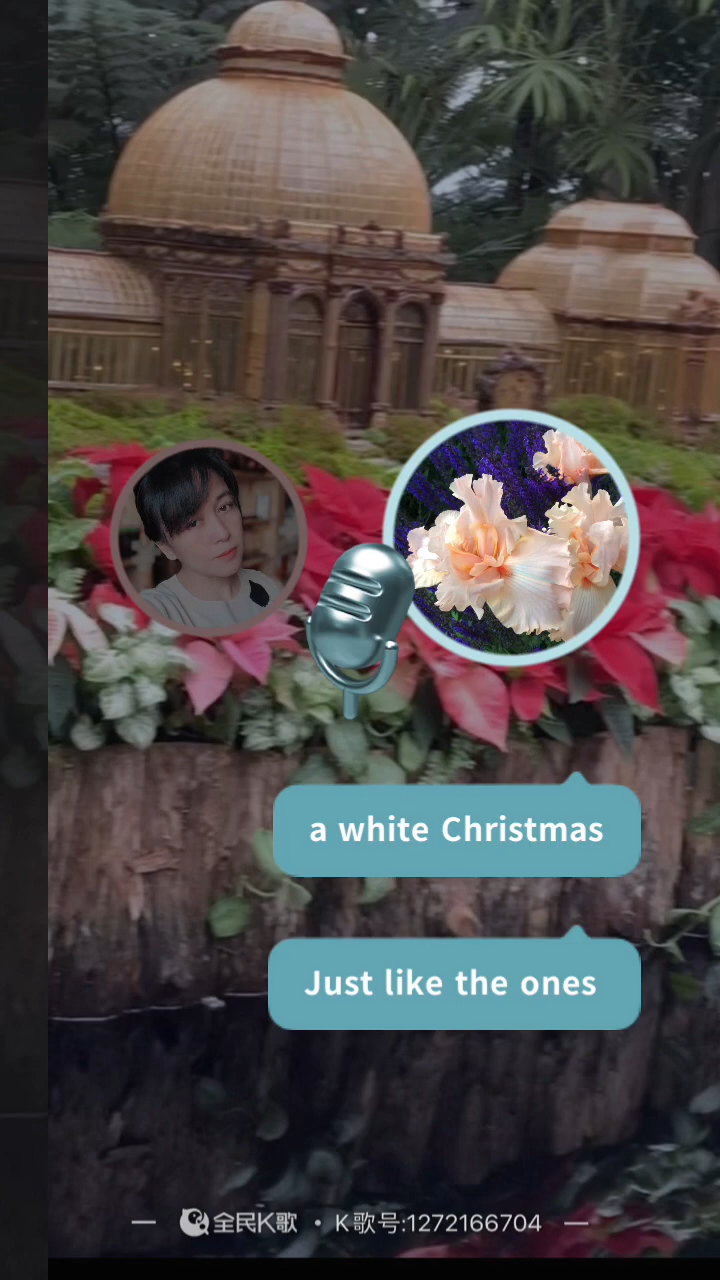 a white Christmas
Just like the ones
全民K歌 • K歌号:1272166704